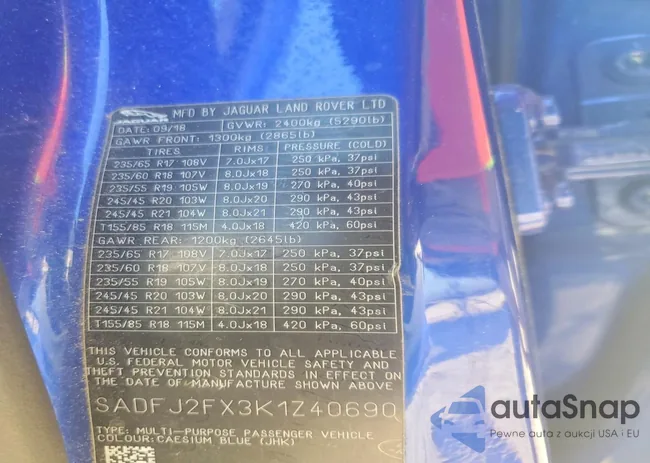 MFD BY JAGUAR LAND ROVER LTD
JAGUAR
DATE: 09/18 GVWR: 2400kg (5290lb)
GAWR FRONT: 1300kg (2865lb)
TIRES RIMS PRESSURE (COLD)
235/65 R17 108V 7.0Jx17 250 kPa, 37psi
235/60 R18 107V 8.0Jx18 250 kPa, 37psi
235/55 R19 105W 8.0Jx19 270 kPa, 40psi
245/45 R20 103W 8.0Jx20 290 kPa, 43psi
245/45 R21 104W 8.0Jx21 290 kPa, 43psi
T155/85 R18 115M 4.0Jx18 420 kPa, 60psi
GAWR REAR: 1200kg (2645lb)
235/65 R17 108V 7.0Jx17 250 kPa, 37psi
235/60 R18 107V 8.0Jx18 250 kPa, 37psi
235/55 R19 105W 8.0Jx19 270 kPa, 40psi
245/45 R20 103W 8.0Jx20 290 kPa, 43psi
245/45 R21 104W 8.0Jx21 290 kPa, 43psi
T155/85 R18 115M 4.0Jx18 420 kPa, 60psi
THIS VEHICLE CONFORMS TO ALL APPLICABLE
U.S. FEDERAL MOTOR VEHICLE SAFETY AND
THEFT PREVENTION STANDARDS IN EFFECT ON
THE DATE OF MANUFACTURE SHOWN ABOVE
SADFJ2FX3K1Z40690
TYPE: MULTI-PURPOSE PASSENGER VEHICLE
COLOUR: CAESIUM BLUE (JHK)
autoSnap
Pewne auta z aukcji USA i EU